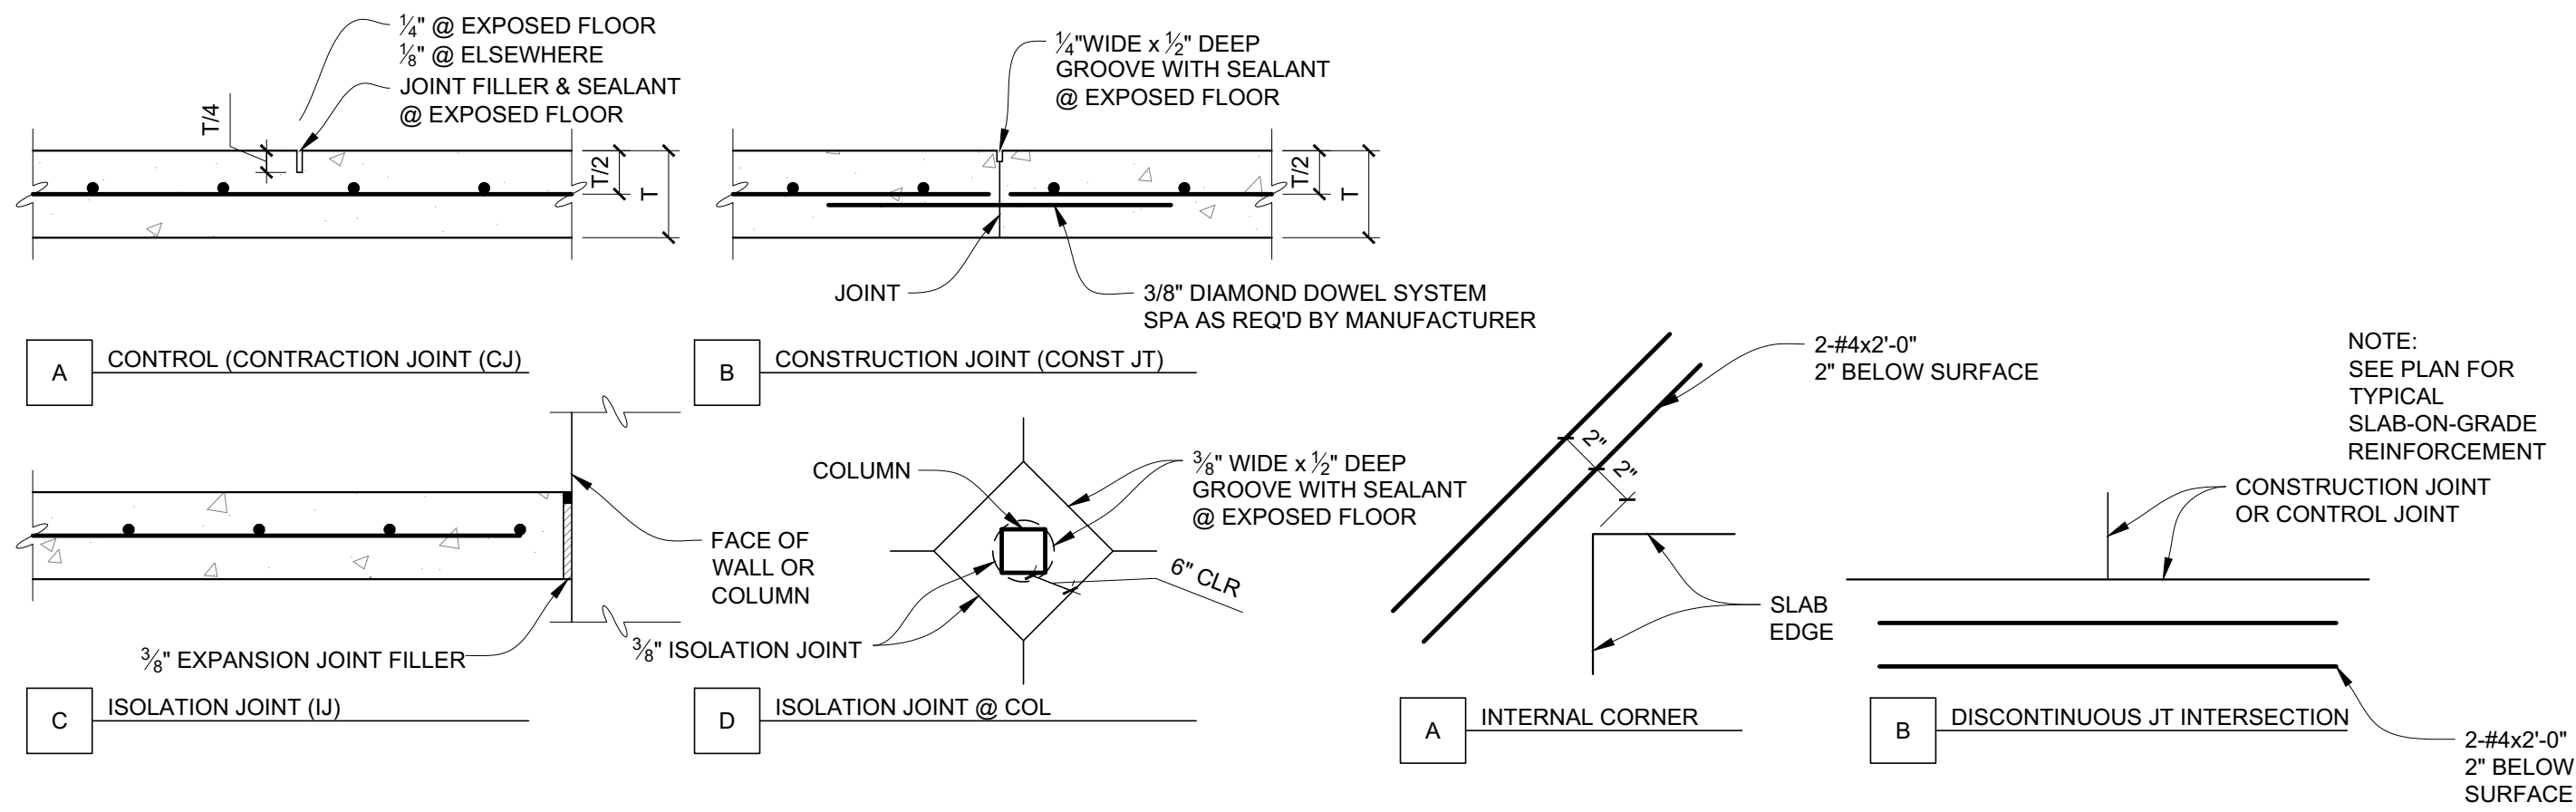 ¼" @ EXPOSED FLOOR
⅛" @ ELSEWHERE
JOINT FILLER & SEALANT
@ EXPOSED FLOOR
T/4
T/2
T
A
CONTROL (CONTRACTION JOINT (CJ)
¼"WIDE x ½" DEEP
GROOVE WITH SEALANT
@ EXPOSED FLOOR
T/2
T
JOINT
3/8" DIAMOND DOWEL SYSTEM
SPA AS REQ'D BY MANUFACTURER
B
CONSTRUCTION JOINT (CONST JT)
FACE OF
WALL OR
COLUMN
⅜" EXPANSION JOINT FILLER
C
ISOLATION JOINT (IJ)
COLUMN
⅜" WIDE x ½" DEEP
GROOVE WITH SEALANT
@ EXPOSED FLOOR
6" CLR
⅜" ISOLATION JOINT
D
ISOLATION JOINT @ COL
2-#4x2'-0"
2" BELOW SURFACE
2"
2"
SLAB
EDGE
A
INTERNAL CORNER
NOTE:
SEE PLAN FOR
TYPICAL
SLAB-ON-GRADE
REINFORCEMENT
CONSTRUCTION JOINT
OR CONTROL JOINT
B
DISCONTINUOUS JT INTERSECTION
2-#4x2'-0"
2" BELOW
SURFACE